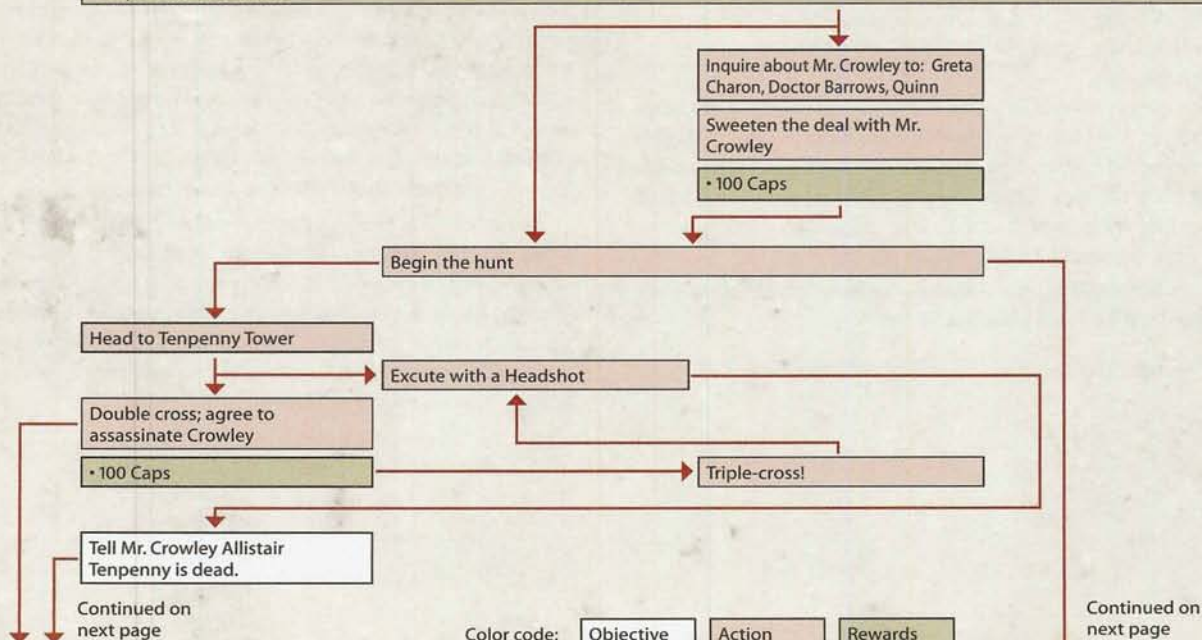 Inquire about Mr. Crowley to: Greta
Charon, Doctor Barrows, Quinn
Sweeten the deal with Mr.
Crowley
• 100 Caps
Begin the hunt
Head to Tenpenny Tower
Excute with a Headshot
Double cross; agree to
assassinate Crowley
• 100 Caps
Triple-cross!
Tell Mr. Crowley Allistair
Tenpenny is dead.
Continued on
next page
Color code: Objective Action Rewards
Continued on
next page